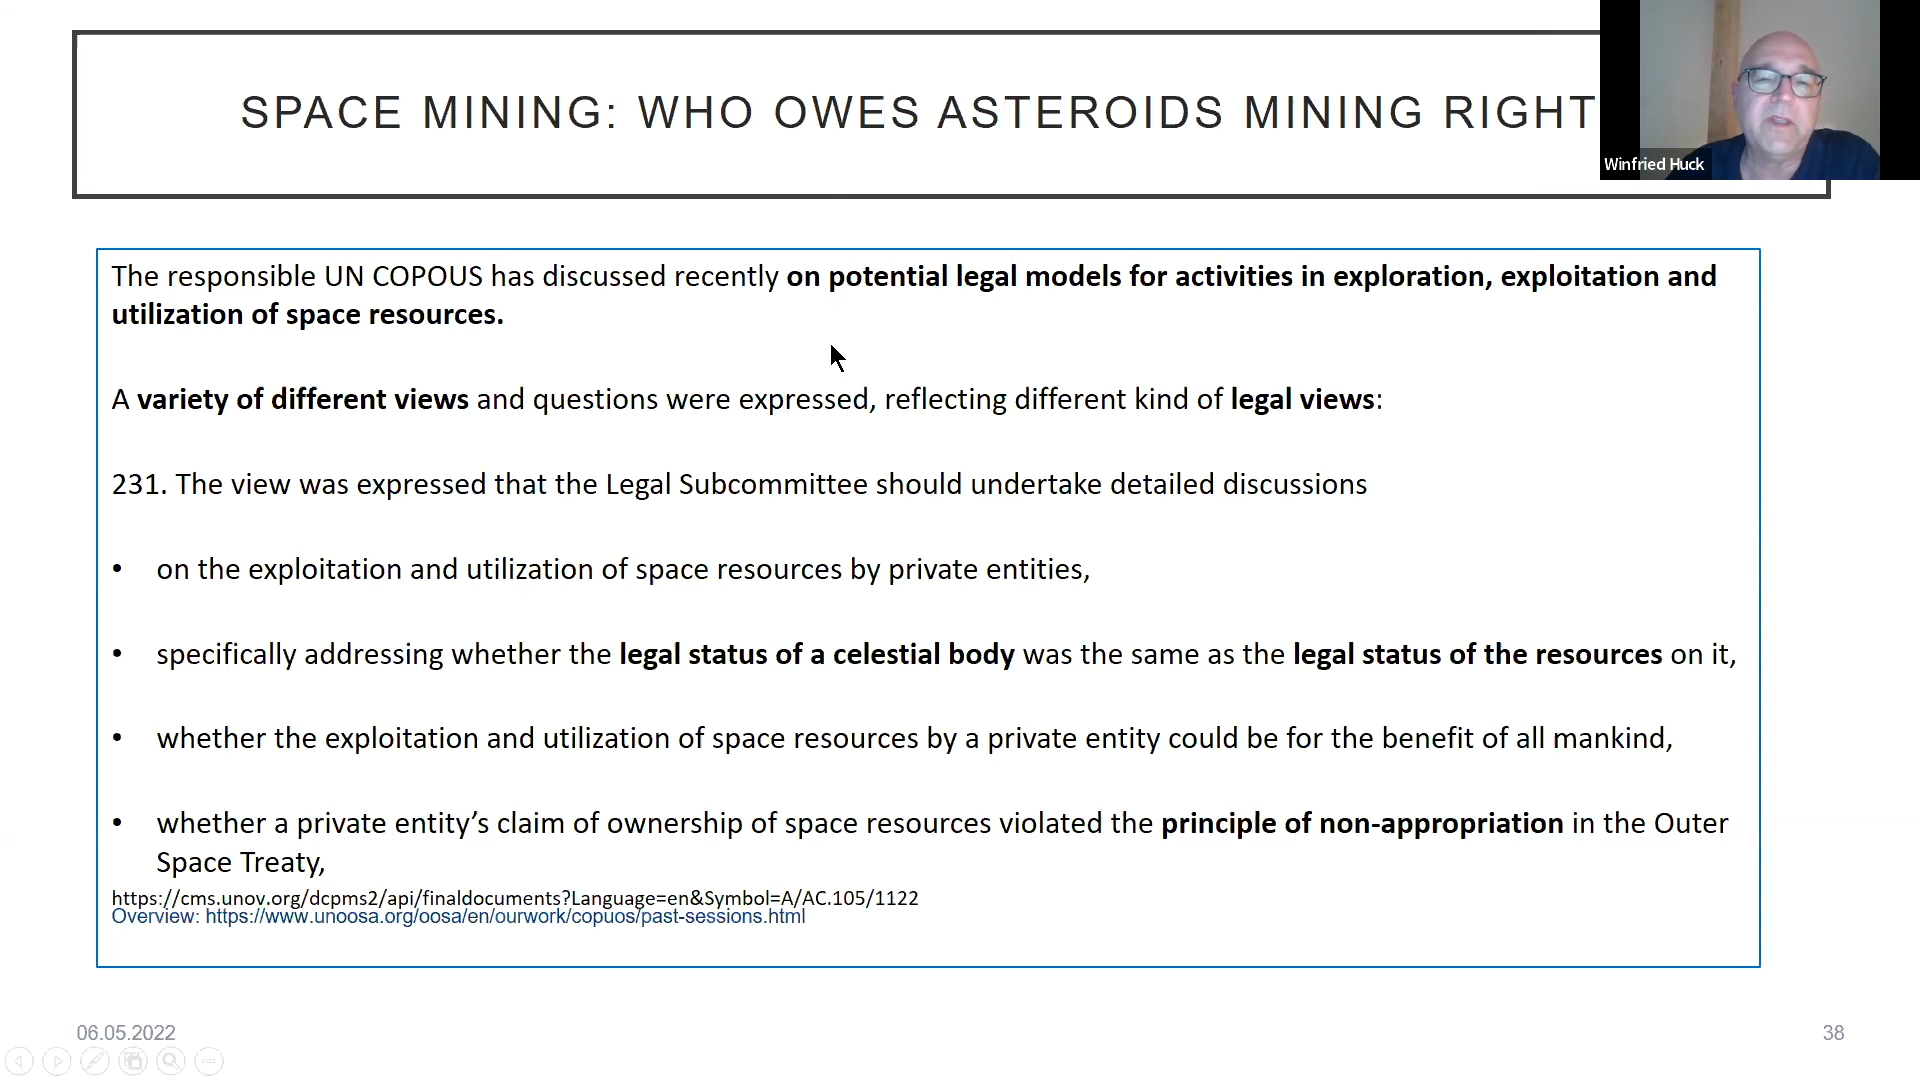 SPACE MINING: WHO OWES ASTEROIDS MINING RIGHT
Winfried Huck
The responsible UN COPOUS has discussed recently on potential legal models for activities in exploration, exploitation and
utilization of space resources.
A variety of different views and questions were expressed, reflecting different kind of legal views:
231. The view was expressed that the Legal Subcommittee should undertake detailed discussions
• on the exploitation and utilization of space resources by private entities,
• specifically addressing whether the legal status of a celestial body was the same as the legal status of the resources on it,
• whether the exploitation and utilization of space resources by a private entity could be for the benefit of all mankind,
• whether a private entity’s claim of ownership of space resources violated the principle of non-appropriation in the Outer
Space Treaty,
https://cms.unov.org/dcpms2/api/finaldocuments?Language=en&Symbol=A/AC.105/1122
Overview: https://www.unoosa.org/oosa/en/ourwork/copuos/past-sessions.html
06.05.2022
38